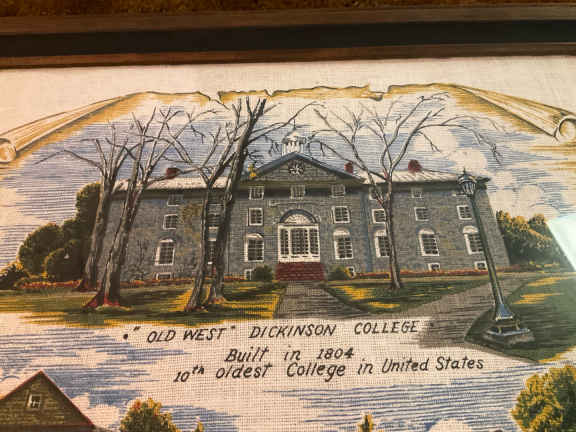 • "OLD WEST" DICKINSON COLLEGE •
Built in 1804
10th oldest College in United States